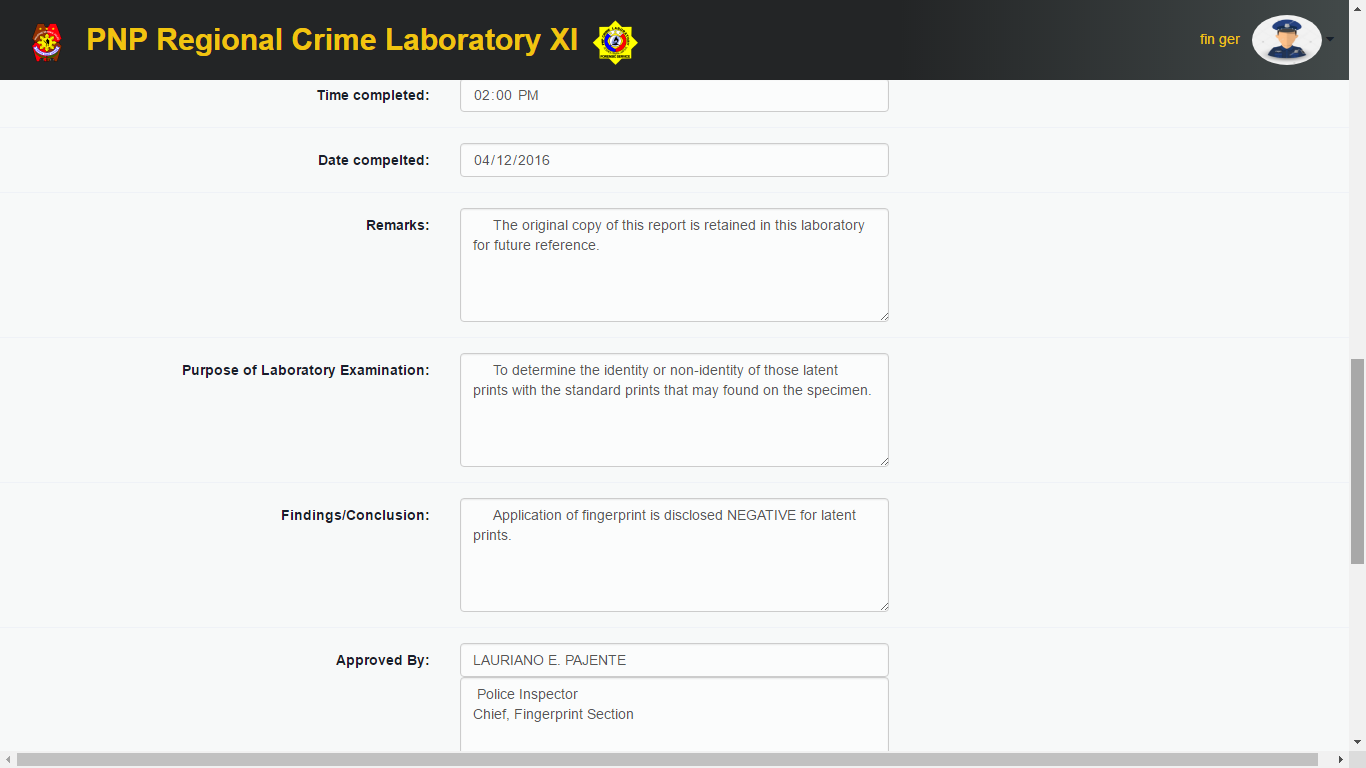 PNP Regional Crime Laboratory XI
fin ger
Time completed:
02:00 PM
Date compelted:
04/12/2016
Remarks:
The original copy of this report is retained in this laboratory
for future reference.
Purpose of Laboratory Examination:
To determine the identity or non-identity of those latent
prints with the standard prints that may found on the specimen.
Findings/Conclusion:
Application of fingerprint is disclosed NEGATIVE for latent
prints.
Approved By:
LAURIANO E. PAJENTE
Police Inspector
Chief, Fingerprint Section